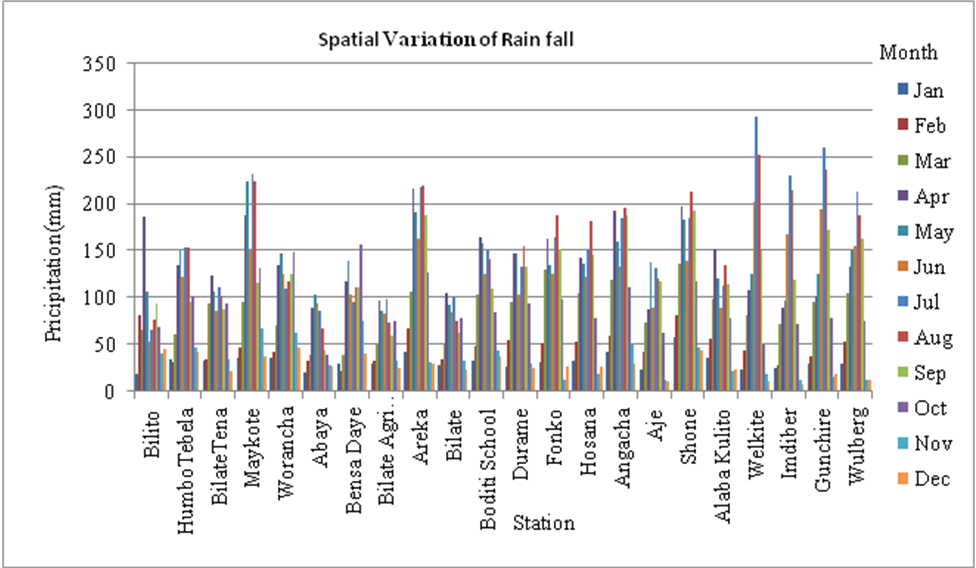 Spatial Variation of Rain fall
Month
350
300
250
200
150
100
50
0
Pricipitation(mm)
Jan
Feb
Mar
Apr
May
Jun
Jul
Aug
Sep
Oct
Nov
Dec
Bilito
Humbo Tebela
BilateTena
Maykote
Worancha
Abaya
Bensa Daye
Bilate Agri…
Areka
Bilate
Boditi School
Durame
Fonko
Hosana
Angacha
Aje
Shone
Alaba Kulito
Welkite
Imdiber
Gunchire
Wulberg
Station